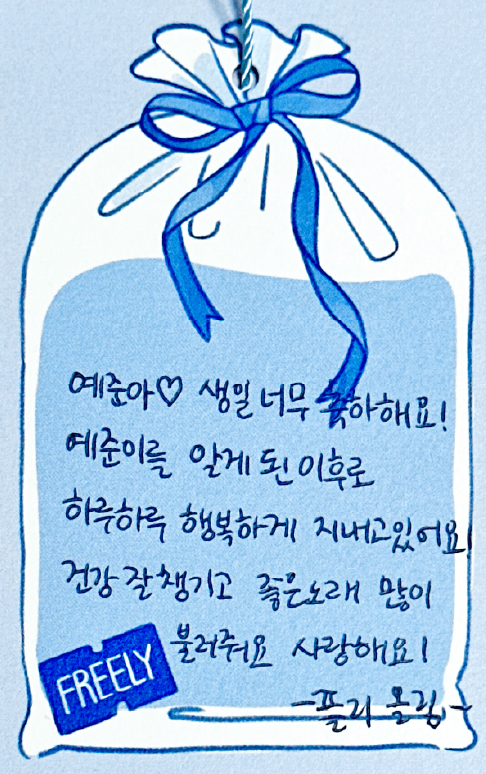 예준아♡ 생일 너무 축하해요!
예준이를 알게 된 이후로
하루하루 행복하게 지내고있어요!
건강 잘 챙기고 좋은노래 많이
불러줘요 사랑해요!
FREELY
-플리 올림-